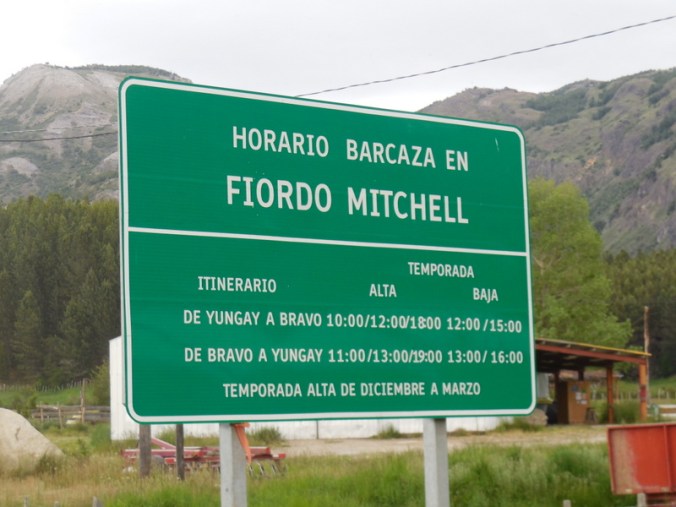 HORARIO BARCAZA EN
FIORDO MITCHELL
TEMPORADA
ITINERARIO ALTA BAJA
DE YUNGAY A BRAVO 10:00/12:00/18:00 12:00/15:00
DE BRAVO A YUNGAY 11:00/13:00/19:00 13:00/16:00
TEMPORADA ALTA DE DICIEMBRE A MARZO